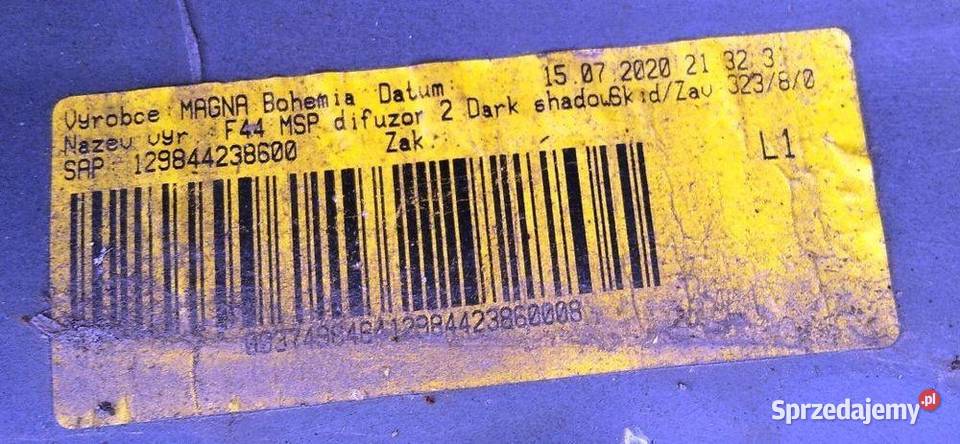 Vyrobce MAGNA Bohemia Datum: 15.07.2020 21 32 3
Nazev vyr : F44 MSP difuzor 2 Dark shadowSkid/Zav 323/8/0
SAP 129844238600 Zak.
L1
Sprzedajemy.pl